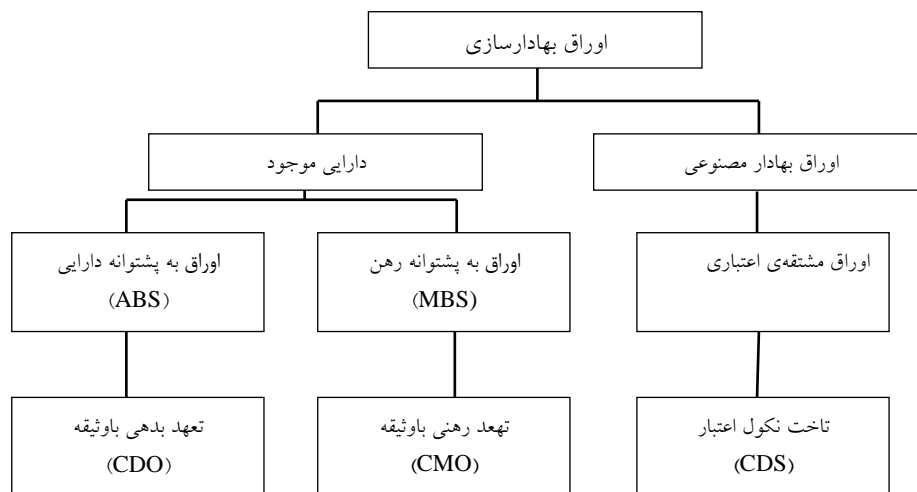 اوراق بهادارسازی
اوراق بهادار مصنوعی
دارایی موجود
اوراق مشتقه‌ی اعتباری
اوراق به پشتوانه رهن
(MBS)
اوراق به پشتوانه دارایی
(ABS)
تاخت نکول اعتبار
(CDS)
تهعد رهنی باوثیقه
(CMO)
تعهد بدهی باوثیقه
(CDO)